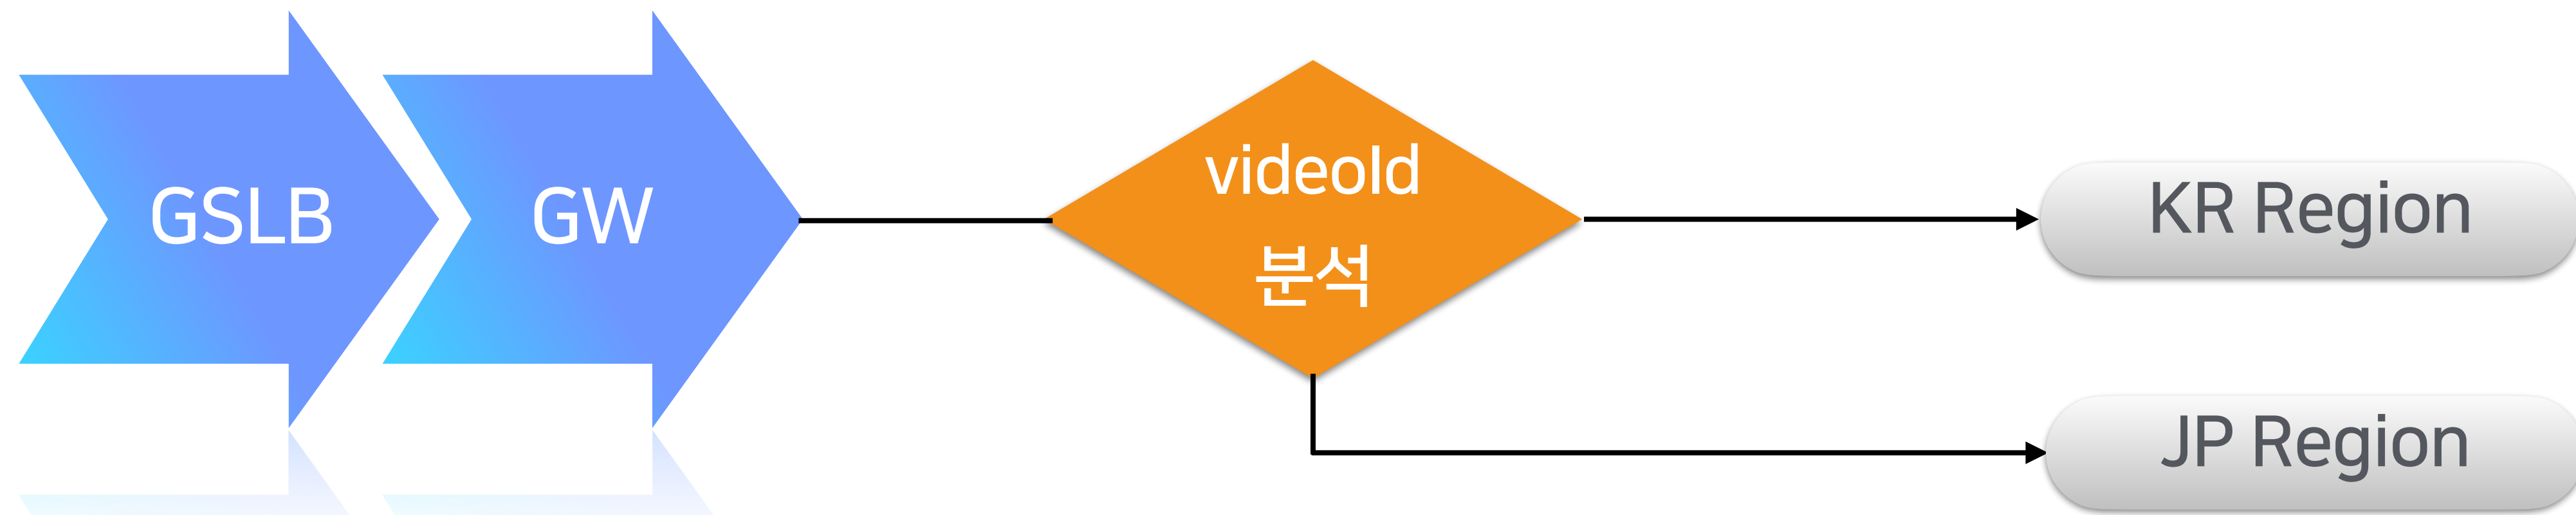 GSLB
GW
videoId
분석
KR Region
JP Region